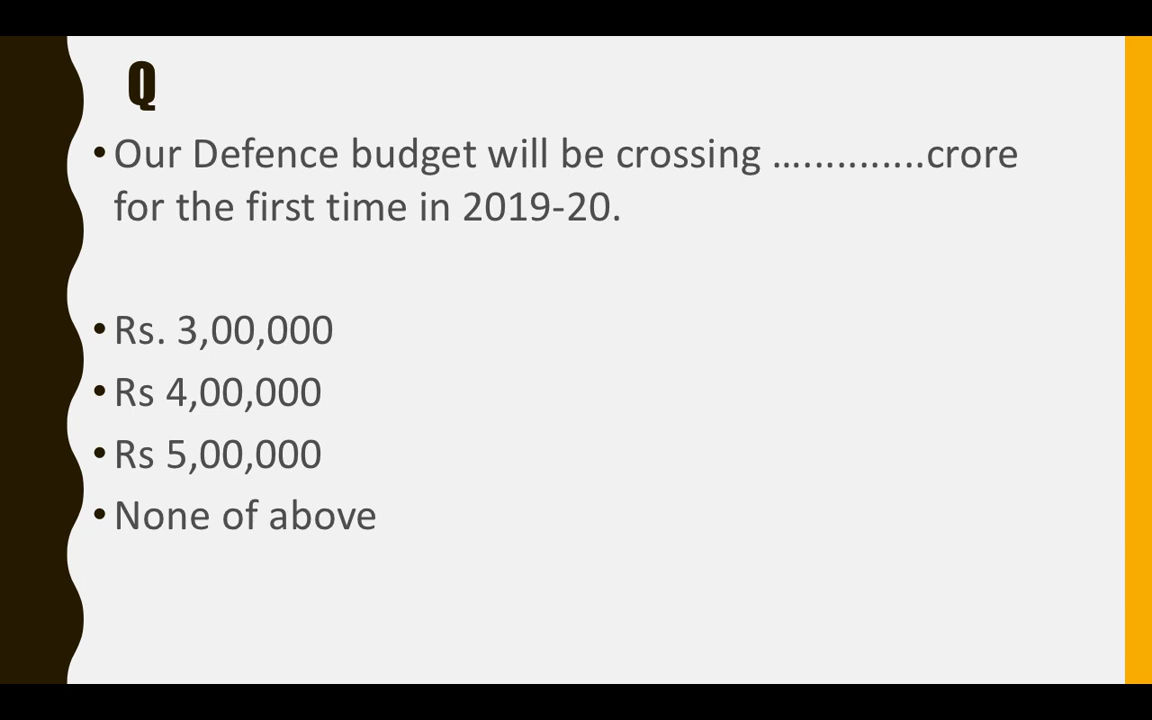 Q
• Our Defence budget will be crossing ….............crore
for the first time in 2019-20.
• Rs. 3,00,000
• Rs 4,00,000
• Rs 5,00,000
• None of above